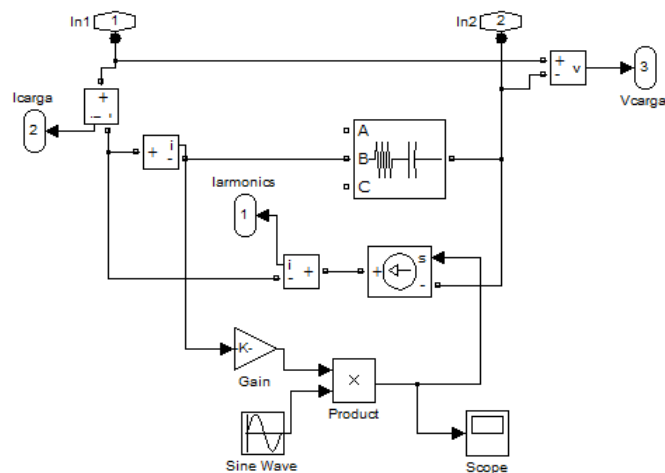 In1
1
In2
2
+
-
v
3
Vcarga
Icarga
2
+
i
+
i
-
A
B
C
Iarmonics
1
i
-
+
+
s
-
K-
Gain
×
Product
Sine Wave
Scope